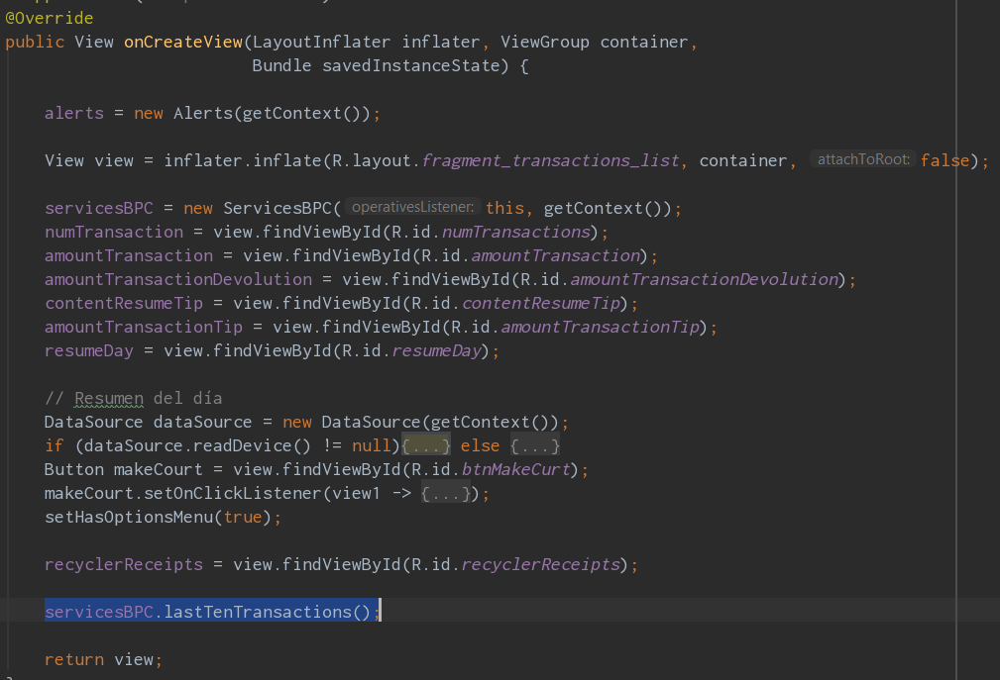 @Override
public View onCreateView(LayoutInflater inflater, ViewGroup container,
Bundle savedInstanceState) {
alerts = new Alerts(getContext());
View view = inflater.inflate(R.layout.fragment_transactions_list, container, attachToRoot: false);
servicesBPC = new ServicesBPC( operativesListener: this, getContext());
numTransaction = view.findViewById(R.id.numTransactions);
amountTransaction = view.findViewById(R.id.amountTransaction);
amountTransactionDevolution = view.findViewById(R.id.amountTransactionDevolution);
contentResumeTip = view.findViewById(R.id.contentResumeTip);
amountTransactionTip = view.findViewById(R.id.amountTransactionTip);
resumeDay = view.findViewById(R.id.resumeDay);
// Resumen del día
DataSource dataSource = new DataSource(getContext());
if (dataSource.readDevice() != null){...} else {...}
Button makeCourt = view.findViewById(R.id.btnMakeCurt);
makeCourt.setOnClickListener(view1 -> {...});
setHasOptionsMenu(true);
recyclerReceipts = view.findViewById(R.id.recyclerReceipts);
servicesBPC.lastTenTransactions();
return view;